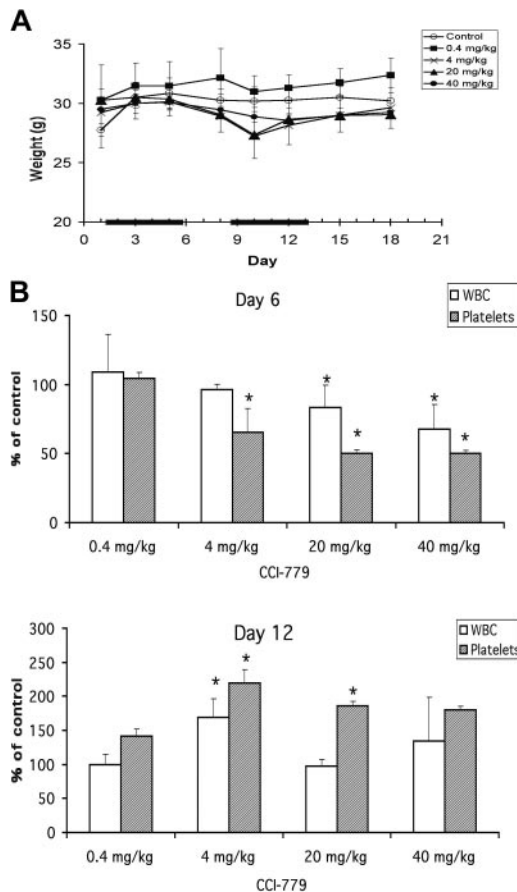 A
Control
0.4 mg/kg
4 mg/kg
20 mg/kg
40 mg/kg
35
30
25
20
Weight (g)
0 3 6 9 12 15 18 21
Day
B
Day 6
WBC
Platelets
150
100
50
0
% of control
* * * * *
0.4 mg/kg 4 mg/kg 20 mg/kg 40 mg/kg
CCI-779
Day 12
WBC
Platelets
300
250
200
150
100
50
0
% of control
* * *
0.4 mg/kg 4 mg/kg 20 mg/kg 40 mg/kg
CCI-779